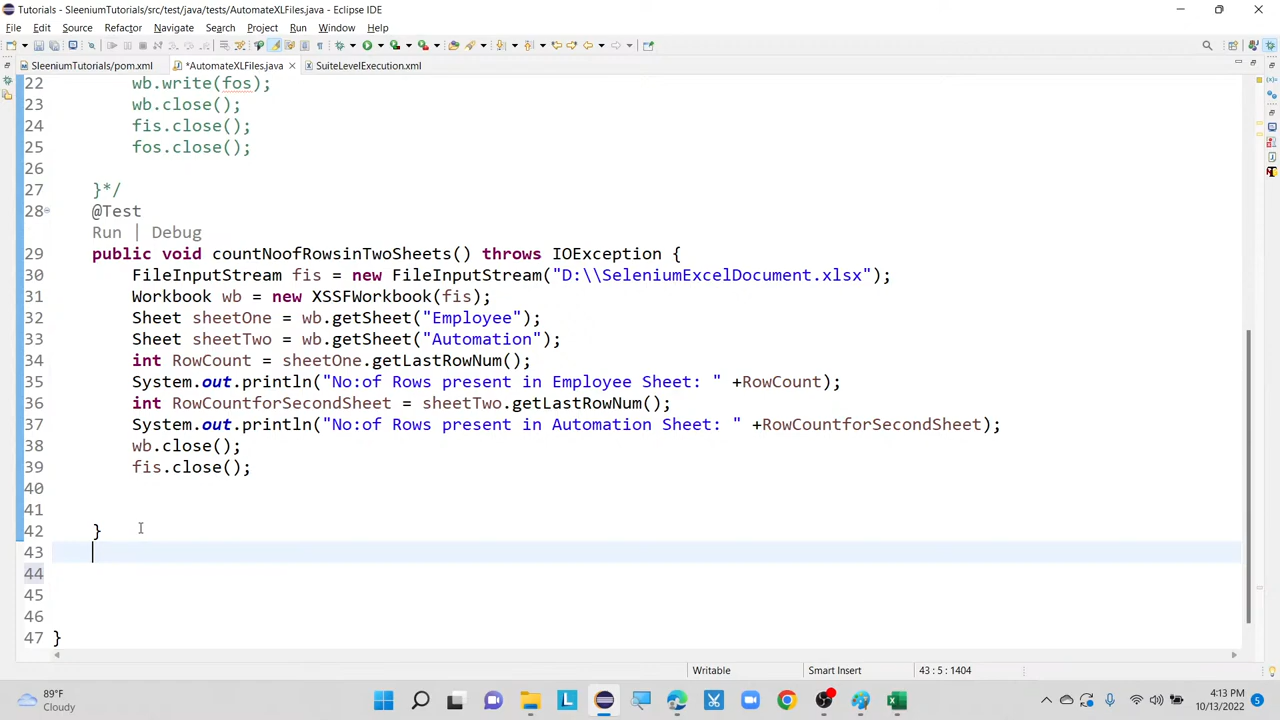 Tutorials - SleeniumTutorials/src/test/java/tests/AutomateXLFiles.java - Eclipse IDE
File Edit Source Refactor Navigate Search Project Run Window Help
SleeniumTutorials/pom.xml *AutomateXLFiles.java SuiteLevelExecution.xml
22 wb.write(fos);
23 wb.close();
24 fis.close();
25 fos.close();
26
27 }*/
28 @Test
Run | Debug
29 public void countNoofRowsinTwoSheets() throws IOException {
30 FileInputStream fis = new FileInputStream("D:\\SeleniumExcelDocument.xlsx");
31 Workbook wb = new XSSFWorkbook(fis);
32 Sheet sheetOne = wb.getSheet("Employee");
33 Sheet sheetTwo = wb.getSheet("Automation");
34 int RowCount = sheetOne.getLastRowNum();
35 System.out.println("No:of Rows present in Employee Sheet: " +RowCount);
36 int RowCountforSecondSheet = sheetTwo.getLastRowNum();
37 System.out.println("No:of Rows present in Automation Sheet: " +RowCountforSecondSheet);
38 wb.close();
39 fis.close();
40
41
42 }
43
44
45
46
47 }
Writable Smart Insert 43 : 5 : 1404
89°F
Cloudy
4:13 PM
10/13/2022